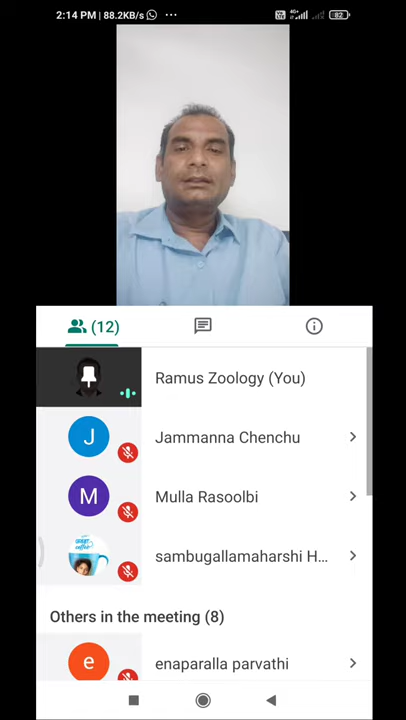 2:14 PM | 88.2KB/s ...
4G+
82
(12)
Ramus Zoology (You)
J
Jammanna Chenchu
M
Mulla Rasoolbi
sambugallamaharshi H...
Others in the meeting (8)
e
enaparalla parvathi